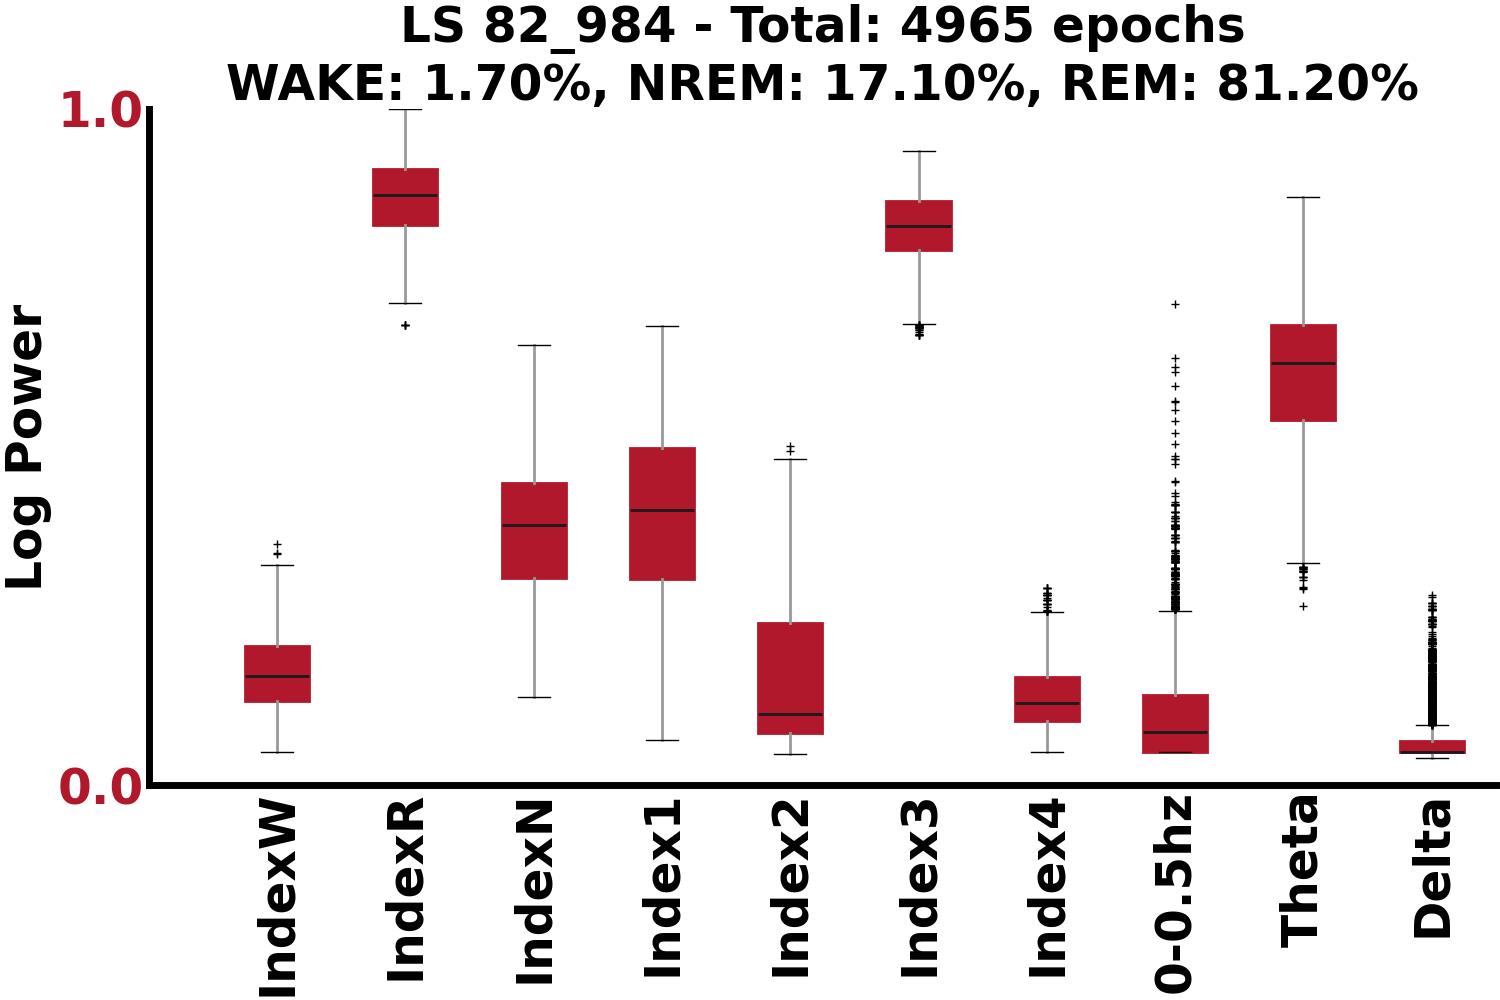 LS 82_984 - Total: 4965 epochs
WAKE: 1.70%, NREM: 17.10%, REM: 81.20%
1.0
Log Power
0.0
IndexW
IndexR
IndexN
Index1
Index2
Index3
Index4
0-0.5hz
Theta
Delta